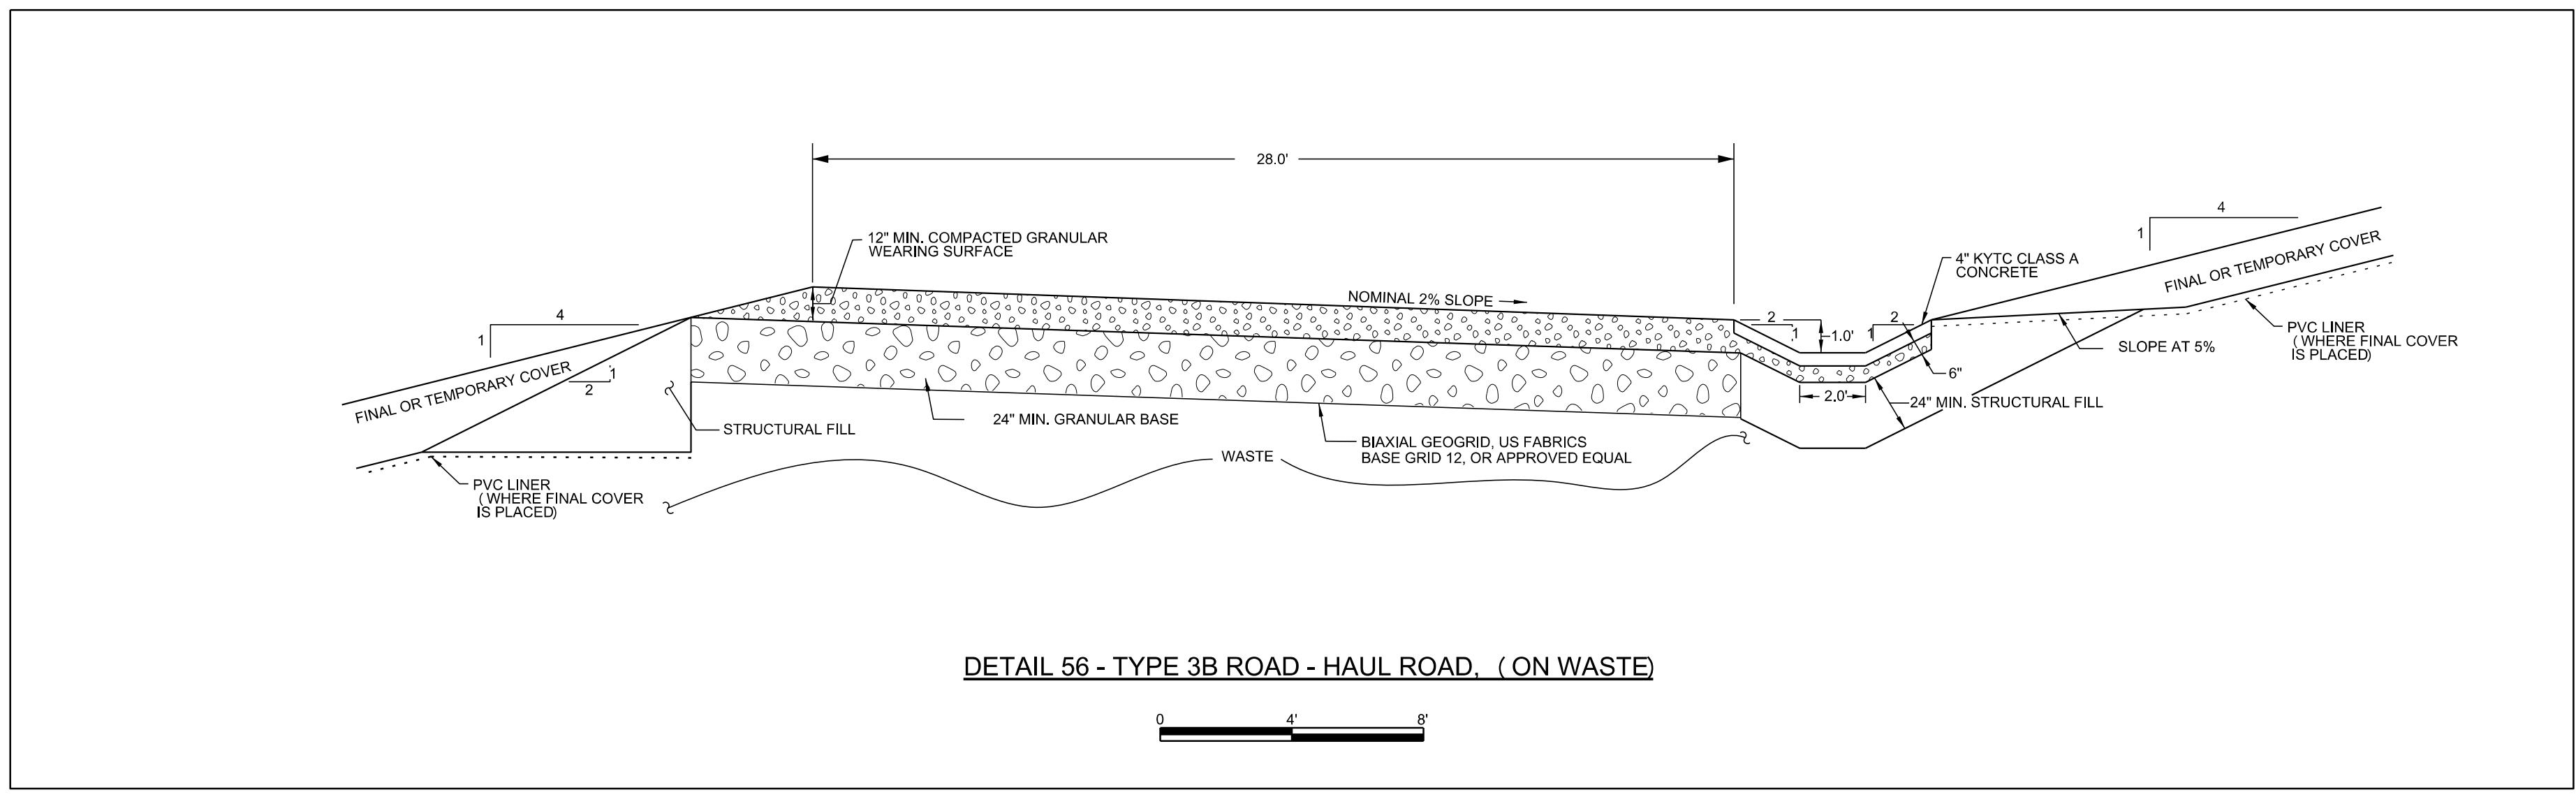 28.0'
12" MIN. COMPACTED GRANULAR
WEARING SURFACE
NOMINAL 2% SLOPE
4
1
FINAL OR TEMPORARY COVER
1
2
STRUCTURAL FILL
PVC LINER
(WHERE FINAL COVER
IS PLACED)
24" MIN. GRANULAR BASE
BIAXIAL GEOGRID, US FABRICS
BASE GRID 12, OR APPROVED EQUAL
WASTE
2
1
1.0'
2
1
2.0'
4" KYTC CLASS A
CONCRETE
6"
24" MIN. STRUCTURAL FILL
SLOPE AT 5%
4
1
FINAL OR TEMPORARY COVER
PVC LINER
(WHERE FINAL COVER
IS PLACED)
DETAIL 56 - TYPE 3B ROAD - HAUL ROAD, (ON WASTE)
0 4' 8'